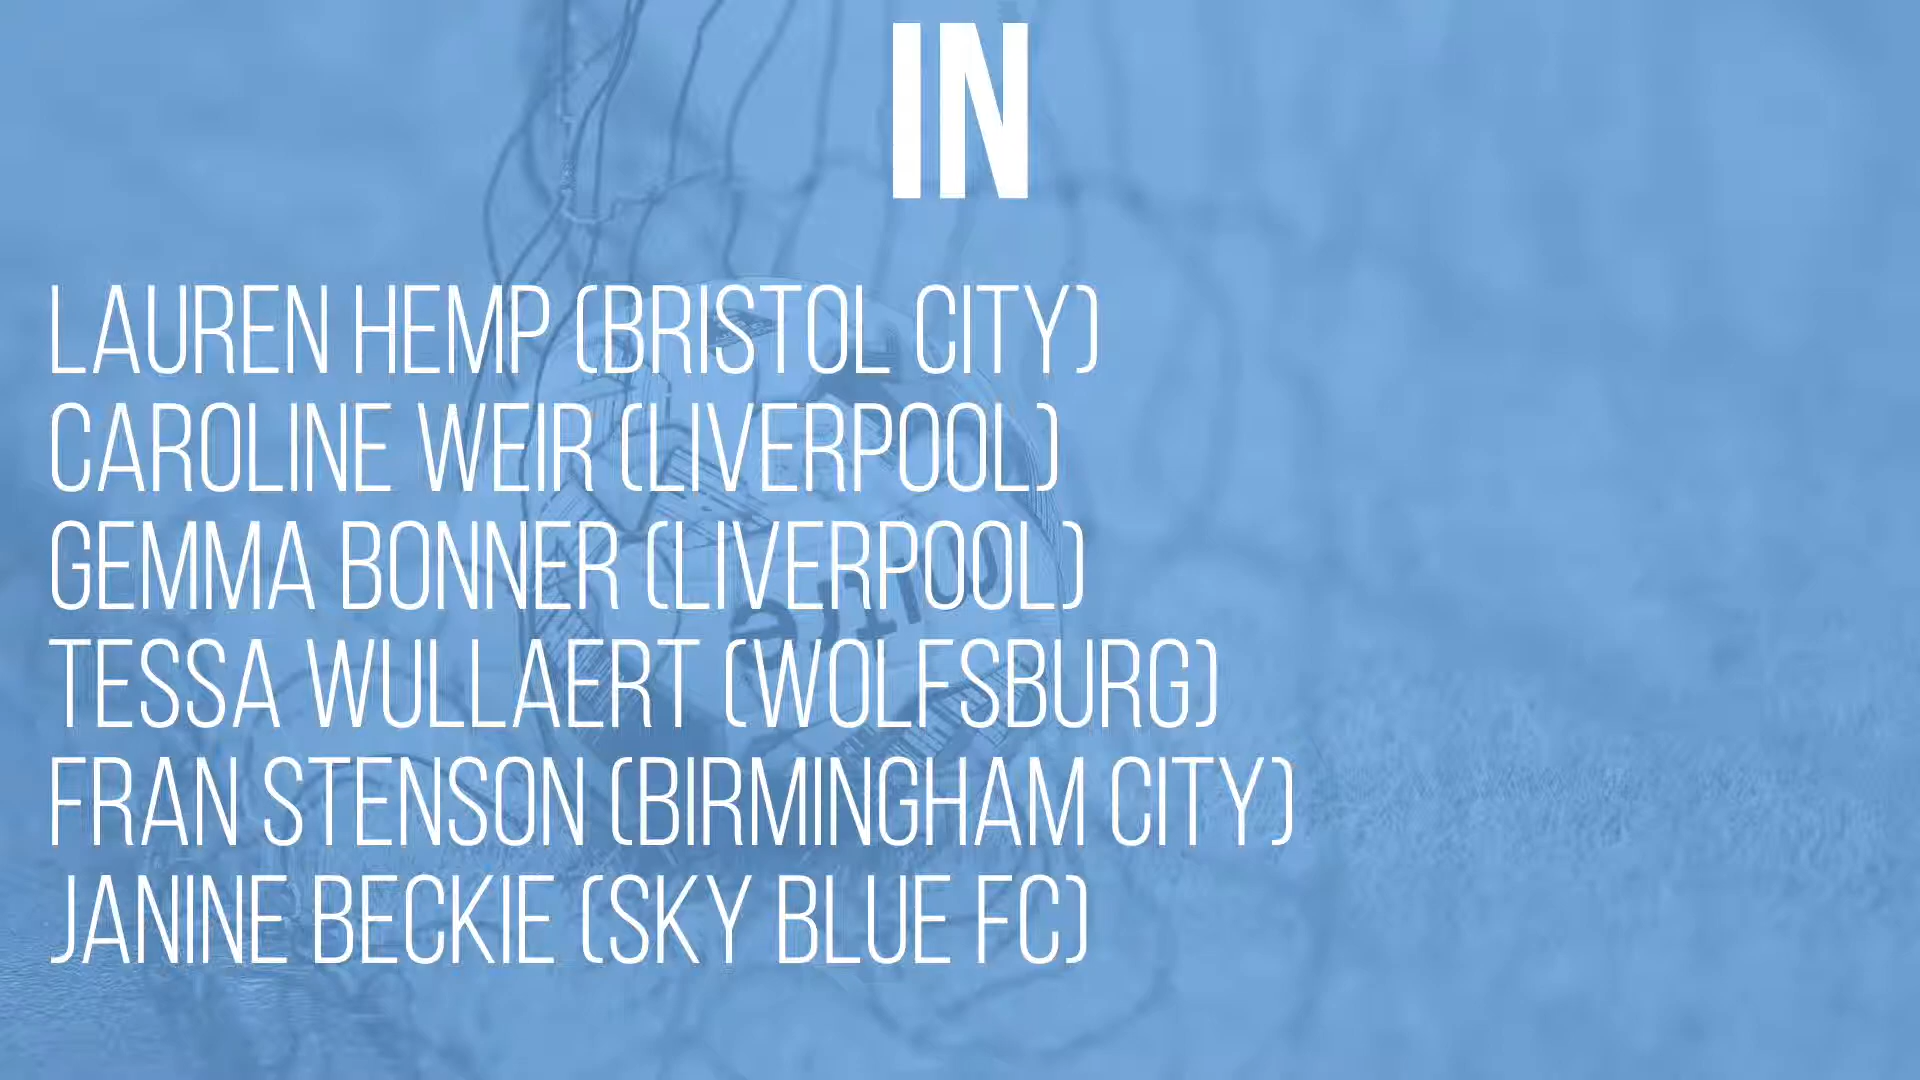 IN
LAUREN HEMP (BRISTOL CITY)
CAROLINE WEIR (LIVERPOOL)
GEMMA BONNER (LIVERPOOL)
TESSA WULLAERT (WOLFSBURG)
FRAN STENSON (BIRMINGHAM CITY)
JANINE BECKIE (SKY BLUE FC)
mitre